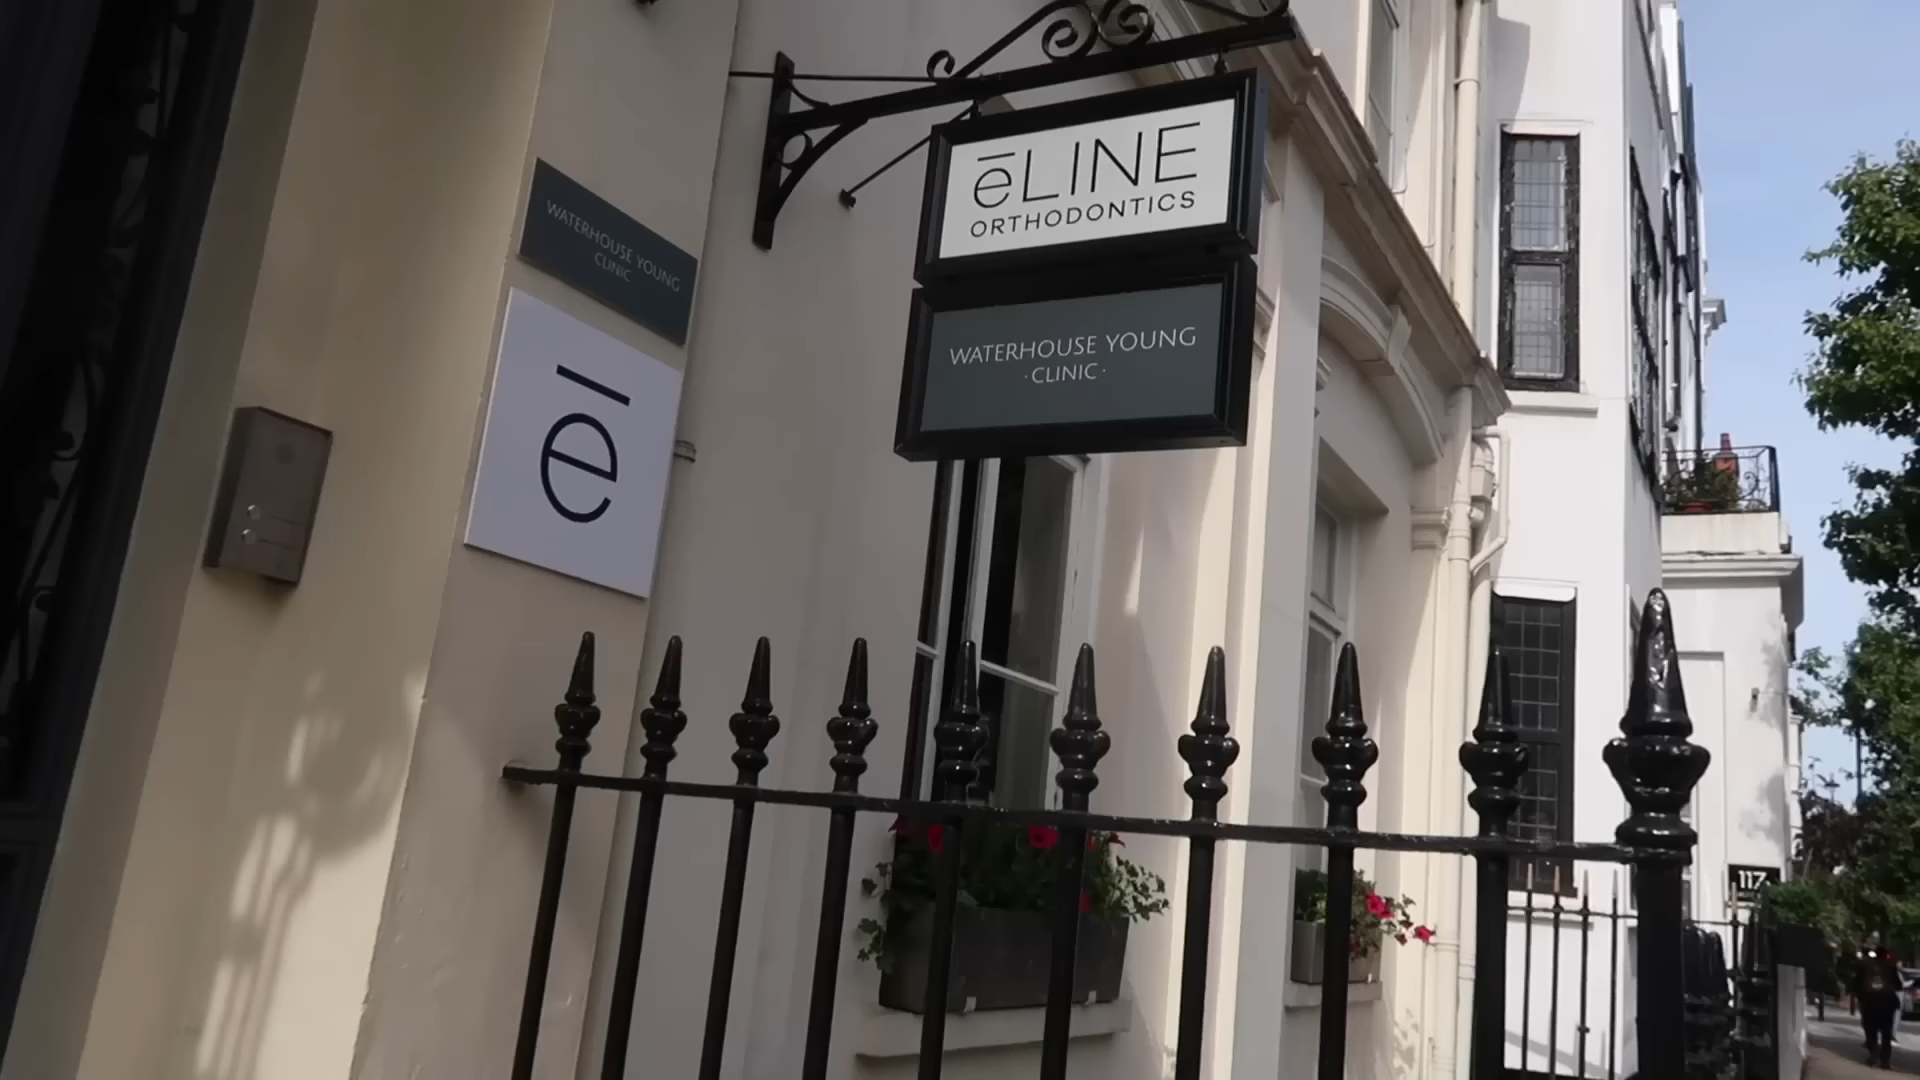 ēLINE
ORTHODONTICS
WATERHOUSE YOUNG
CLINIC
WATERHOUSE YOUNG
·CLINIC·
ē
117